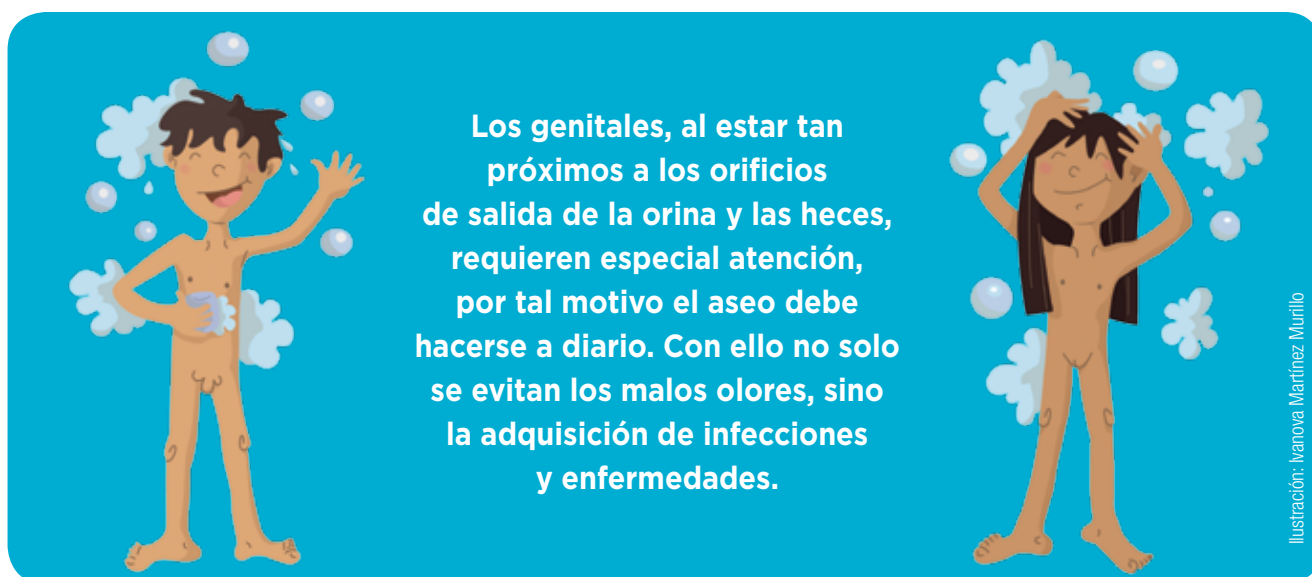 Los genitales, al estar tan
próximos a los orificios
de salida de la orina y las heces,
requieren especial atención,
por tal motivo el aseo debe
hacerse a diario. Con ello no solo
se evitan los malos olores, sino
la adquisición de infecciones
y enfermedades.
Ilustración: Ivanova Martínez Murillo